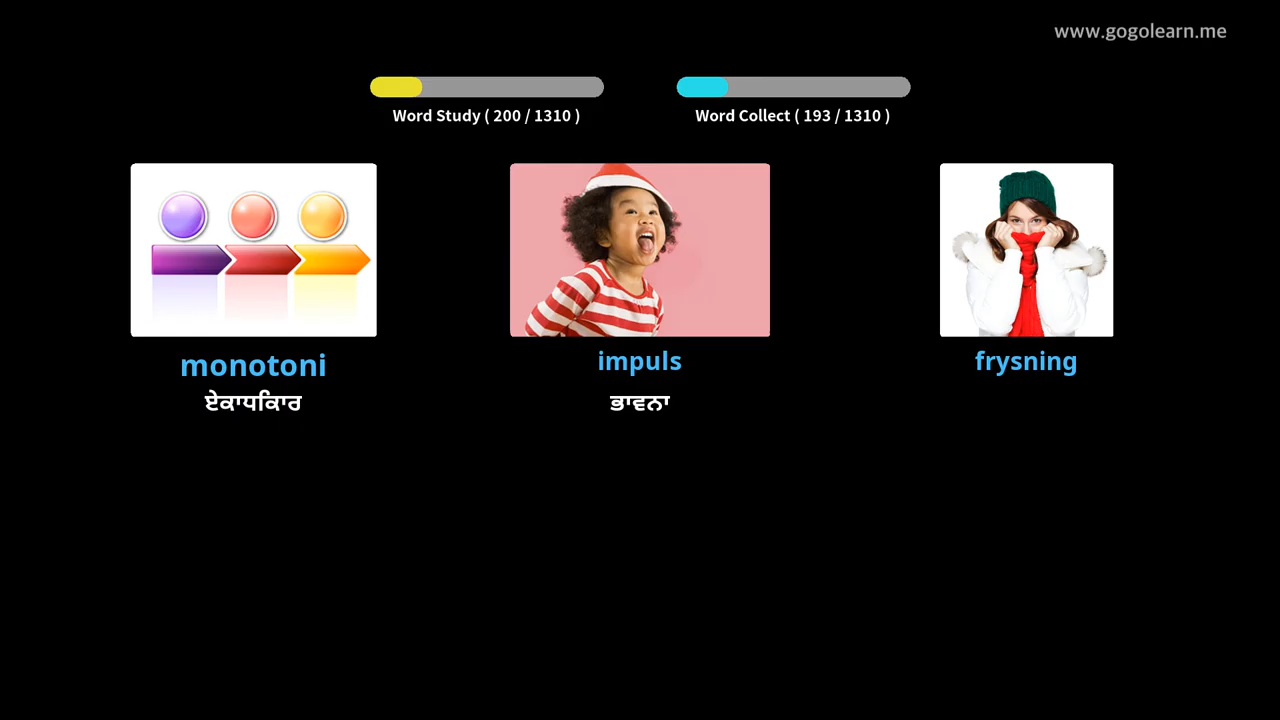 www.gogolearn.me
Word Study ( 200 / 1310 )
Word Collect ( 193 / 1310 )
monotoni
impuls
frysning
ਏਕਾਧਿਕਾਰ
ਭਾਵਨਾ